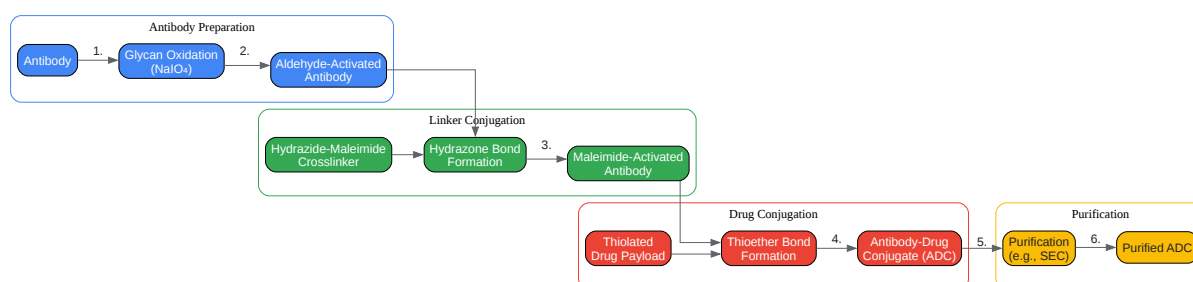 Antibody Preparation
Antibody
1.
Glycan Oxidation
(NaIO₄)
2.
Aldehyde-Activated
Antibody
Linker Conjugation
Hydrazide-Maleimide
Crosslinker
Hydrazone Bond
Formation
3.
Maleimide-Activated
Antibody
Drug Conjugation
Thiolated
Drug Payload
Thioether Bond
Formation
4.
Antibody-Drug
Conjugate (ADC)
5.
Purification
Purification
(e.g., SEC)
6.
Purified ADC